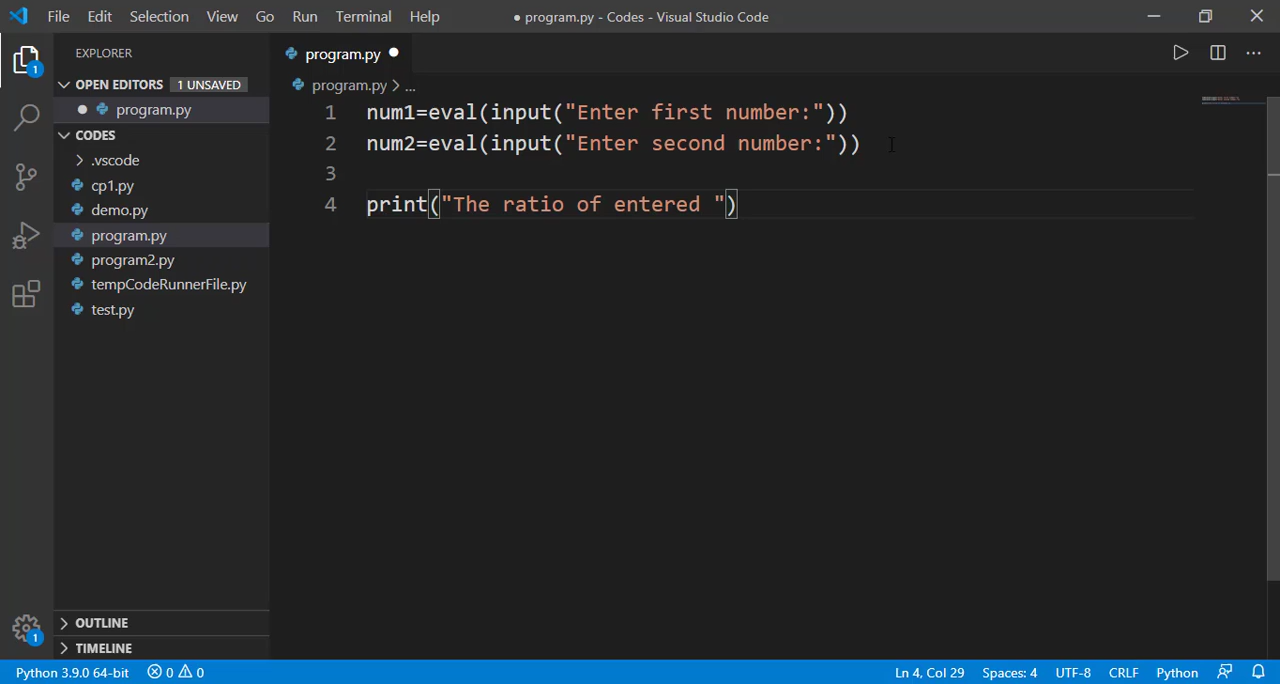 File Edit Selection View Go Run Terminal Help ● program.py - Codes - Visual Studio Code
EXPLORER
OPEN EDITORS 1 UNSAVED
program.py
CODES
.vscode
cp1.py
demo.py
program.py
program2.py
tempCodeRunnerFile.py
test.py
OUTLINE
TIMELINE
1
1
program.py
program.py > ...
1 num1=eval(input("Enter first number:"))
2 num2=eval(input("Enter second number:"))
3
4 print("The ratio of entered ")
Python 3.9.0 64-bit 0 0 Ln 4, Col 29 Spaces: 4 UTF-8 CRLF Python